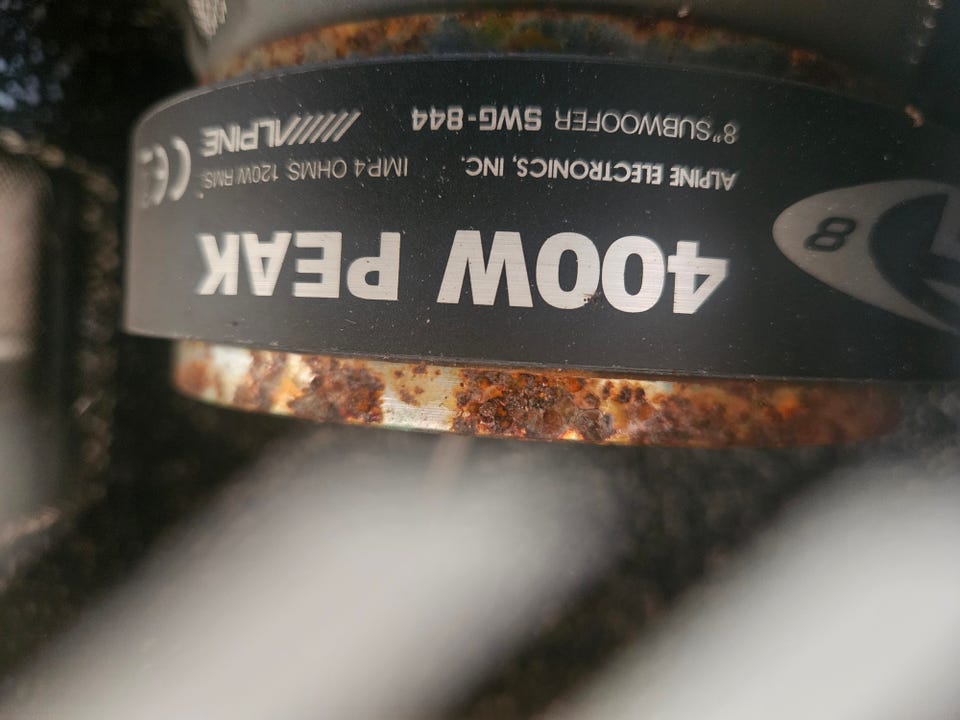 8
400W PEAK
ALPINE ELECTRONICS, INC. IMP.4 OHMS 120W RMS
8"SUBWOOFER SWG-844 ALPINE CE